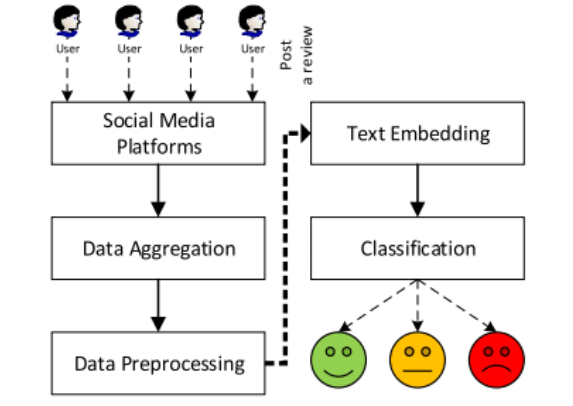 User
User
User
User
Post
a review
Social Media
Platforms
Data Aggregation
Data Preprocessing
Text Embedding
Classification